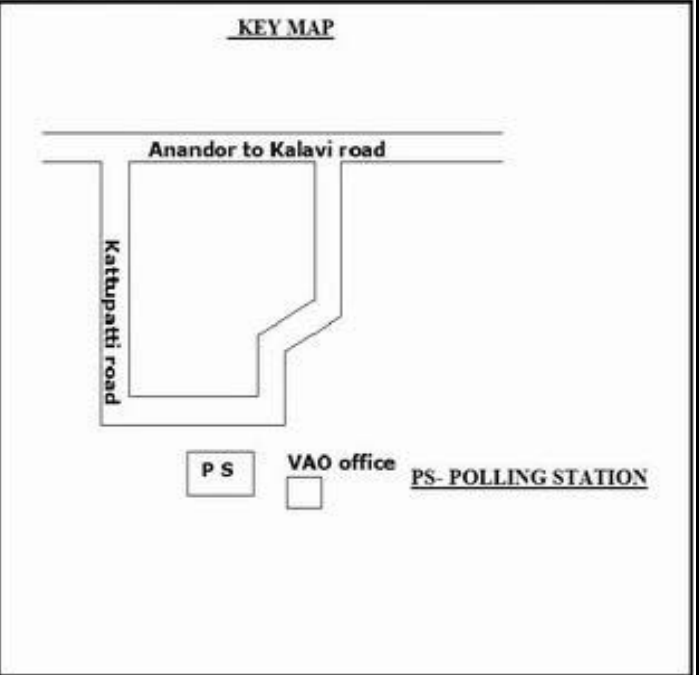 KEY MAP
Anandor to Kalavi road
Kattupatti road
P S
VAO office
PS- POLLING STATION